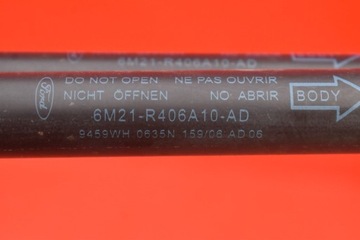 6M21-R406A10-AD
Ford
DO NOT OPEN NE PAS OUVRIR
NICHT ÖFFNEN NO ABRIR
BODY
6M21-R406A10-AD
9459WH 0635N 159/06 AD 06